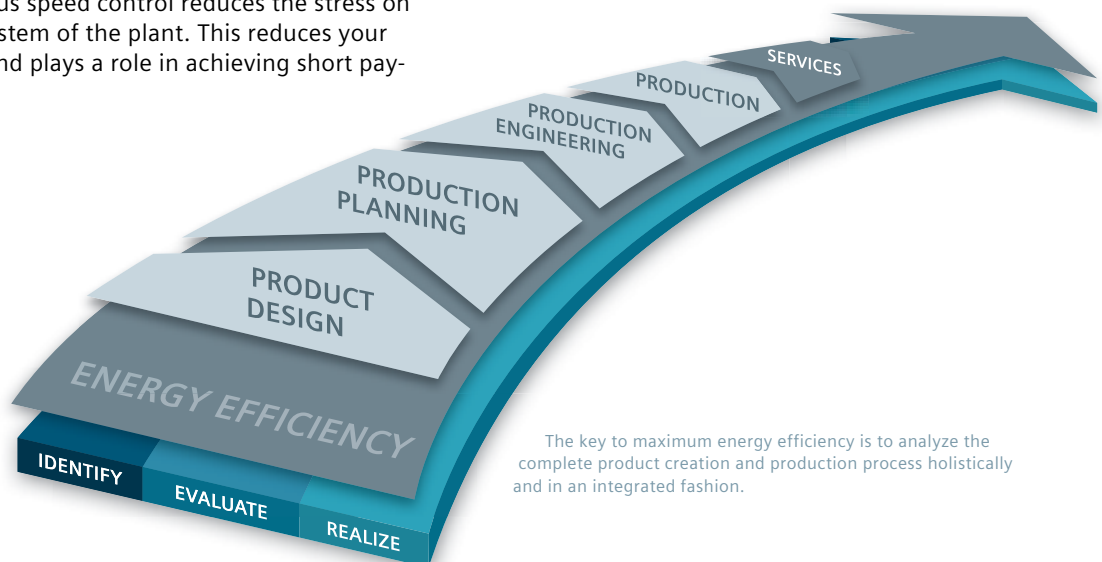 us speed control reduces the stress on
stem of the plant. This reduces your
nd plays a role in achieving short pay-
SERVICES
PRODUCTION
PRODUCTION
ENGINEERING
PRODUCTION
PLANNING
PRODUCT
DESIGN
ENERGY EFFICIENCY
IDENTIFY
EVALUATE
REALIZE
The key to maximum energy efficiency is to analyze the
complete product creation and production process holistically
and in an integrated fashion.